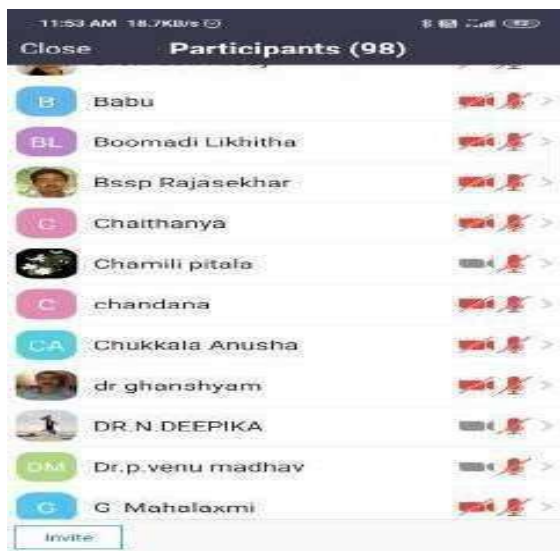 11:53 AM 18.7KB/s
Close Participants (98)
B Babu
BL Boomadi Likhitha
Bssp Rajasekhar
C Chaithanya
Chamili pitala
C chandana
CA Chukkala Anusha
dr ghanshyam
DR.N.DEEPIKA
DM Dr.p.venu madhav
G G Mahalaxmi
Invite